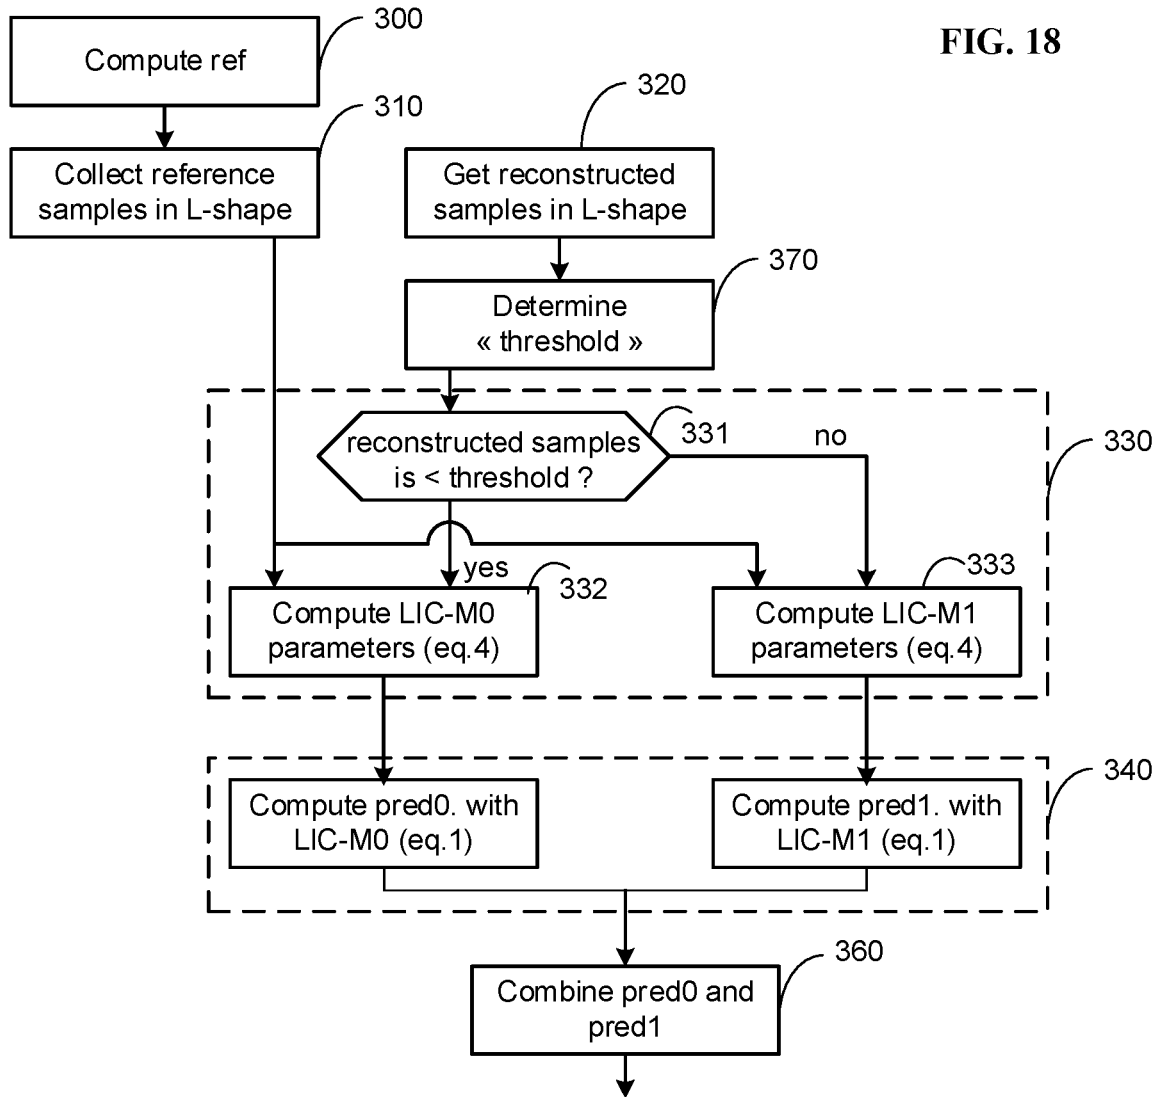 300
FIG. 18
Compute ref
310
320
Collect reference
samples in L-shape
Get reconstructed
samples in L-shape
370
Determine
« threshold »
331
no
330
reconstructed samples
is < threshold ?
yes
332
333
Compute LIC-M0
parameters (eq.4)
Compute LIC-M1
parameters (eq.4)
340
Compute pred0. with
LIC-M0 (eq.1)
Compute pred1. with
LIC-M1 (eq.1)
360
Combine pred0 and
pred1